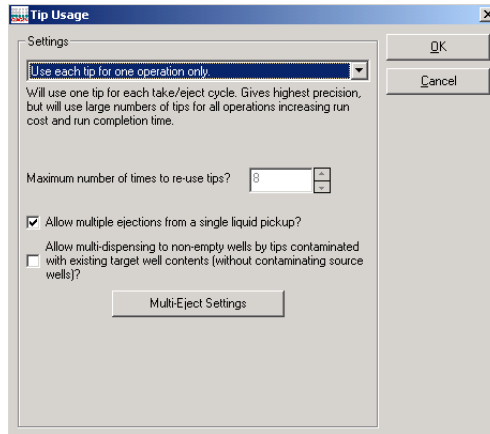 Tip Usage
Settings
OK
Use each tip for one operation only.
Cancel
Will use one tip for each take/eject cycle. Gives highest precision,
but will use large numbers of tips for all operations increasing run
cost and run completion time.
Maximum number of times to re-use tips?
8
Allow multiple ejections from a single liquid pickup?
Allow multi-dispensing to non-empty wells by tips contaminated
with existing target well contents (without contaminating source
wells)?
Multi-Eject Settings